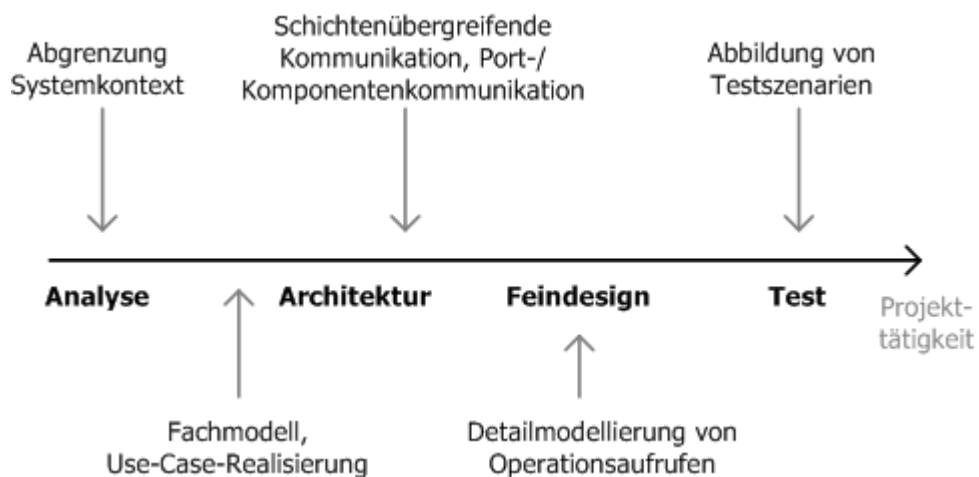 Abgrenzung
Systemkontext
Schichtenübergreifende
Kommunikation, Port-/
Komponentenkommunikation
Abbildung von
Testszenarien
Analyse
Architektur
Feindesign
Test
Projekt-
tätigkeit
Fachmodell,
Use-Case-Realisierung
Detailmodellierung von
Operationsaufrufen